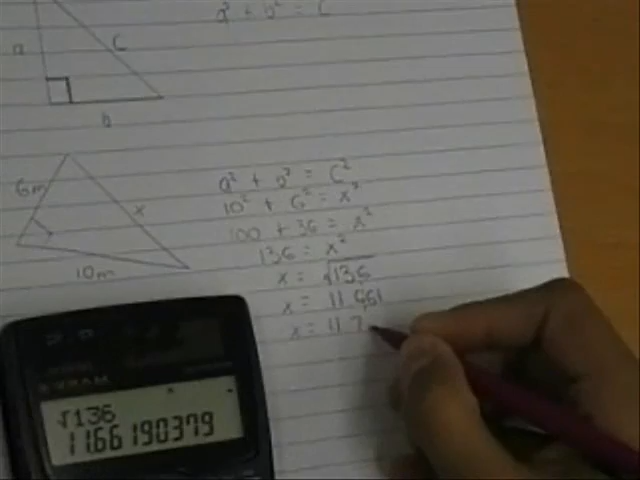 a² + b² = c
a
c
b
6m
x
10m
a² + b² = c²
10² + 6² = x²
100 + 36 = x²
136 = x²
x = √136
x = 11.661
x = 11.7
√136
11.66190379